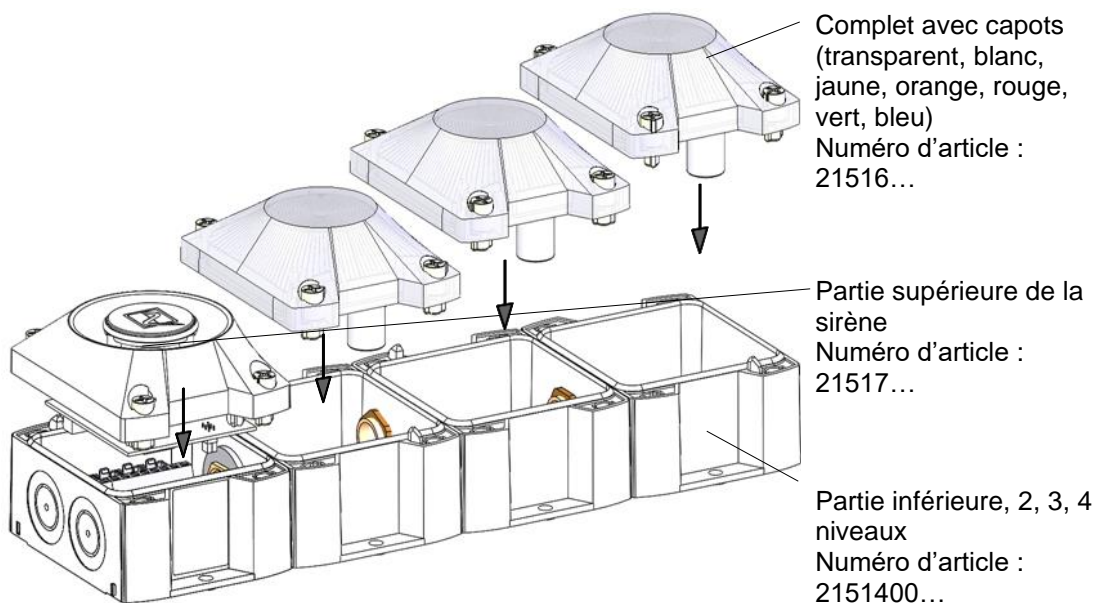 Complet avec capots
(transparent, blanc,
jaune, orange, rouge,
vert, bleu)
Numéro d’article :
21516…
Partie supérieure de la
sirène
Numéro d’article :
21517…
Partie inférieure, 2, 3, 4
niveaux
Numéro d’article :
2151400…